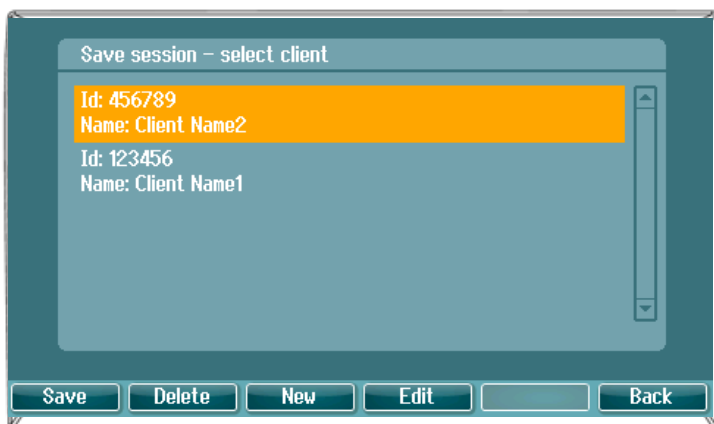 Save session – select client
Id: 456789
Name: Client Name2
Id: 123456
Name: Client Name1
Save Delete New Edit Back